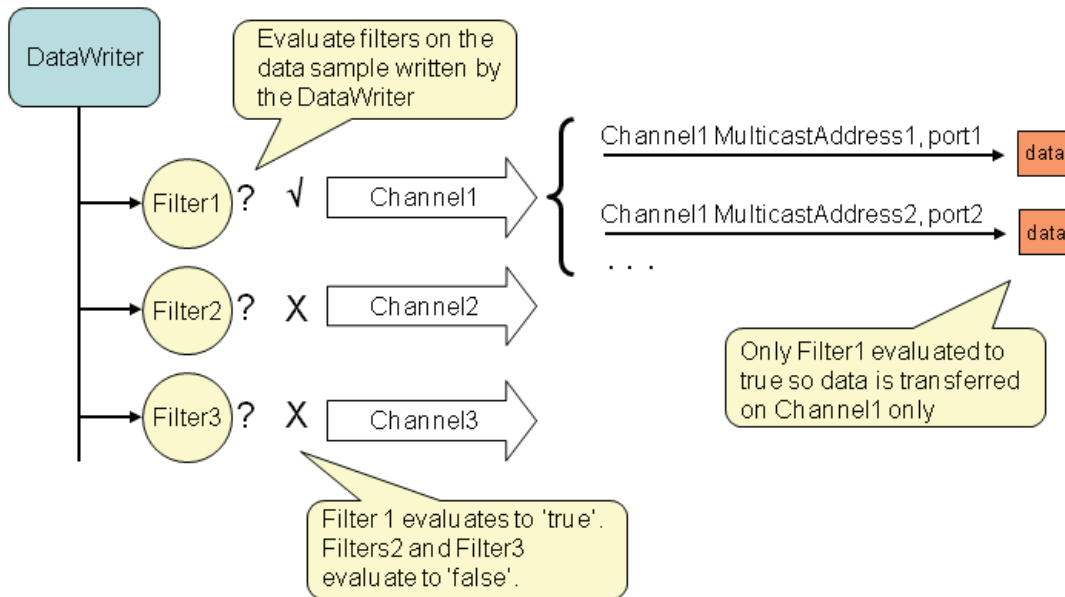 DataWriter
Evaluate filters on the
data sample written by
the DataWriter
Filter1
?
√
Channel1
Channel1 MulticastAddress1, port1
data
Channel1 MulticastAddress2, port2
data
. . .
Filter2
?
X
Channel2
Only Filter1 evaluated to
true so data is transferred
on Channel1 only
Filter3
?
X
Channel3
Filter 1 evaluates to 'true'.
Filters2 and Filter3
evaluate to 'false'.